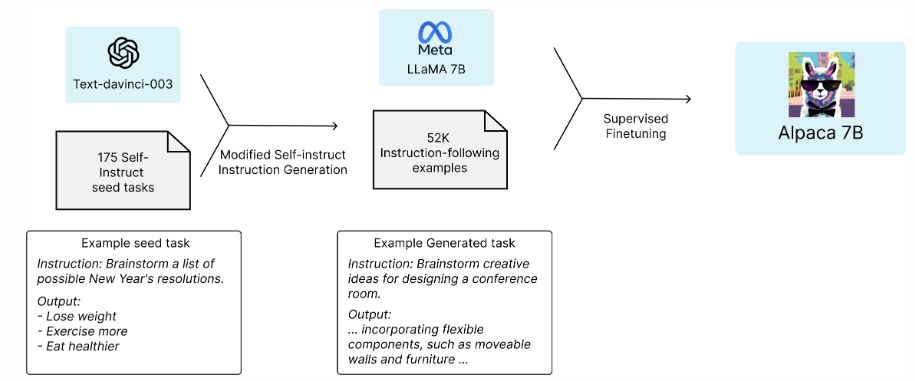 Text-davinci-003
175 Self-
Instruct
seed tasks
Modified Self-instruct
Instruction Generation
Meta
LLaMA 7B
52K
Instruction-following
examples
Supervised
Finetuning
Alpaca 7B
Example seed task
Instruction: Brainstorm a list of
possible New Year's resolutions.
Output:
- Lose weight
- Exercise more
- Eat healthier
Example Generated task
Instruction: Brainstorm creative
ideas for designing a conference
room.
Output:
... incorporating flexible
components, such as moveable
walls and furniture ...